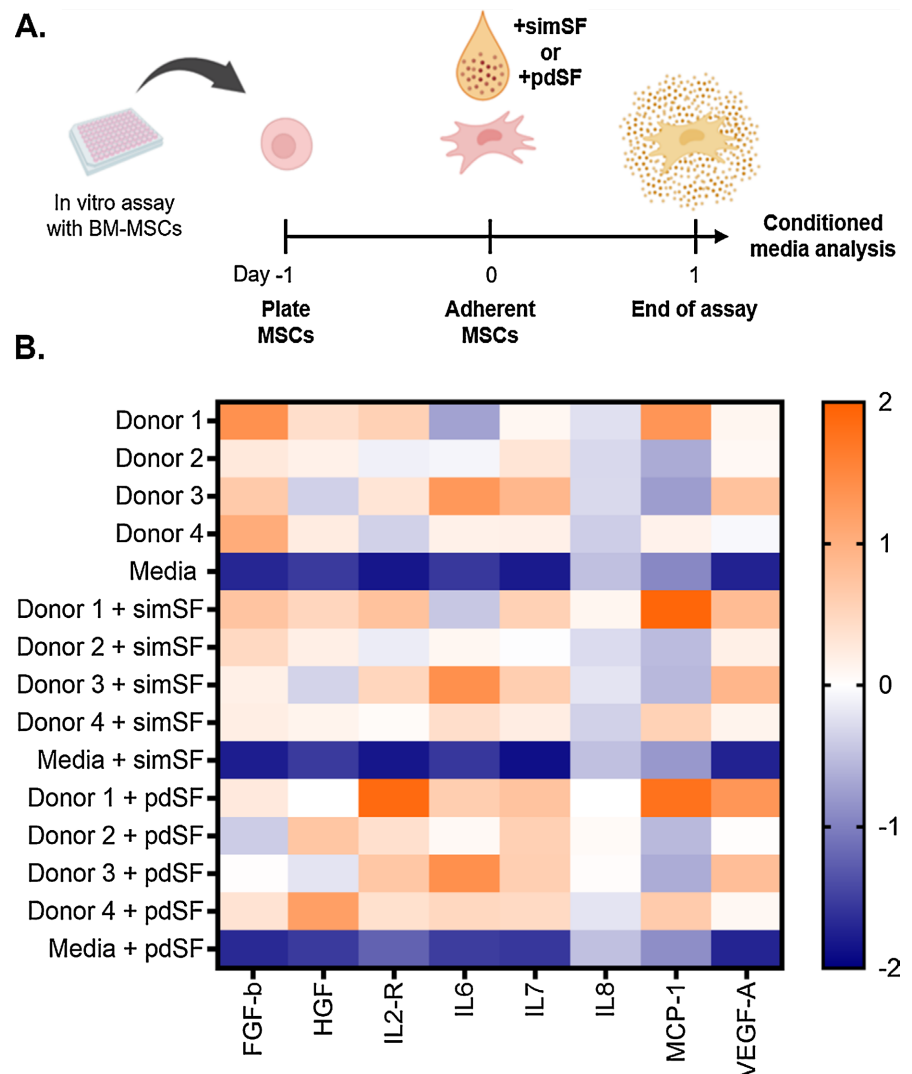 A.
+simSF
or
+pdSF
In vitro assay
with BM-MSCs
Conditioned
media analysis
Day -1
0
1
Plate
MSCs
Adherent
MSCs
End of assay
B.
Donor 1
Donor 2
Donor 3
Donor 4
Media
Donor 1 + simSF
Donor 2 + simSF
Donor 3 + simSF
Donor 4 + simSF
Media + simSF
Donor 1 + pdSF
Donor 2 + pdSF
Donor 3 + pdSF
Donor 4 + pdSF
Media + pdSF
2
1
0
-1
-2
FGF-b
HGF
IL2-R
IL6
IL7
IL8
MCP-1
VEGF-A